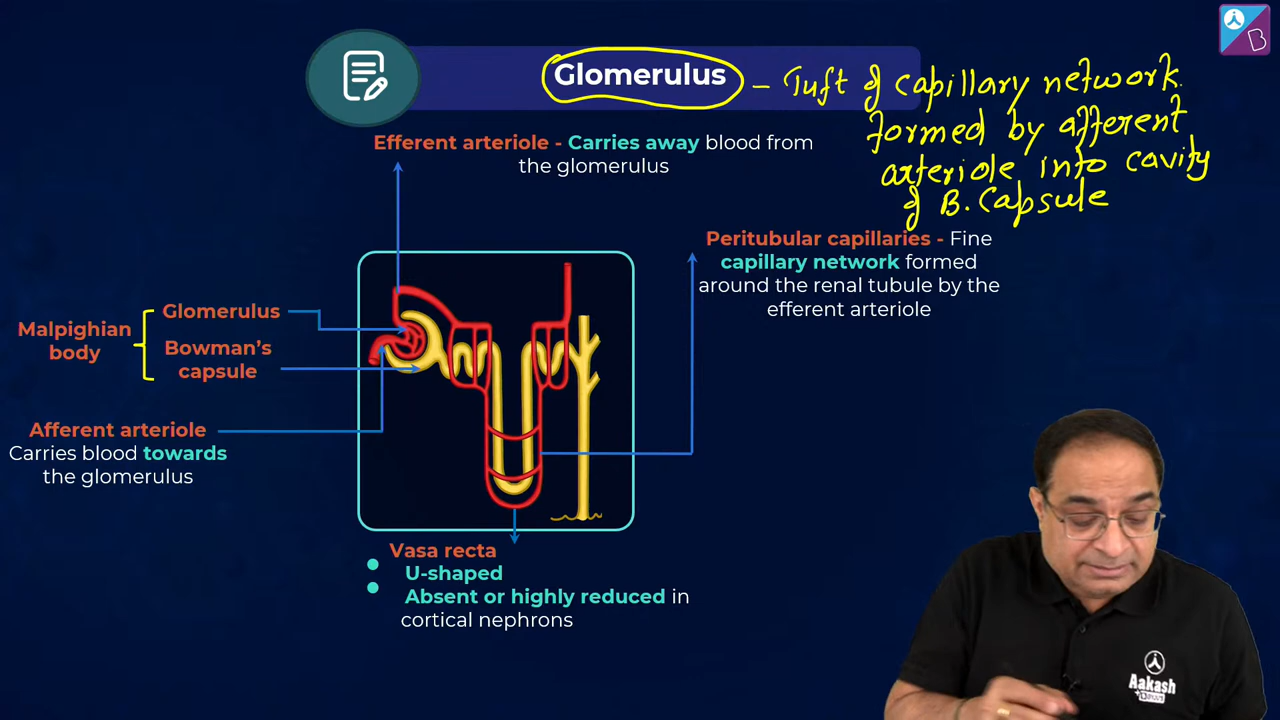 Glomerulus
– Tuft of capillary network
formed by afferent
arteriole into cavity
of B. Capsule
Efferent arteriole - Carries away blood from
the glomerulus
Peritubular capillaries - Fine
capillary network formed
around the renal tubule by the
efferent arteriole
Malpighian
body
Glomerulus
Bowman's
capsule
Afferent arteriole
Carries blood towards
the glomerulus
Vasa recta
U-shaped
Absent or highly reduced in
cortical nephrons
B
Aakash